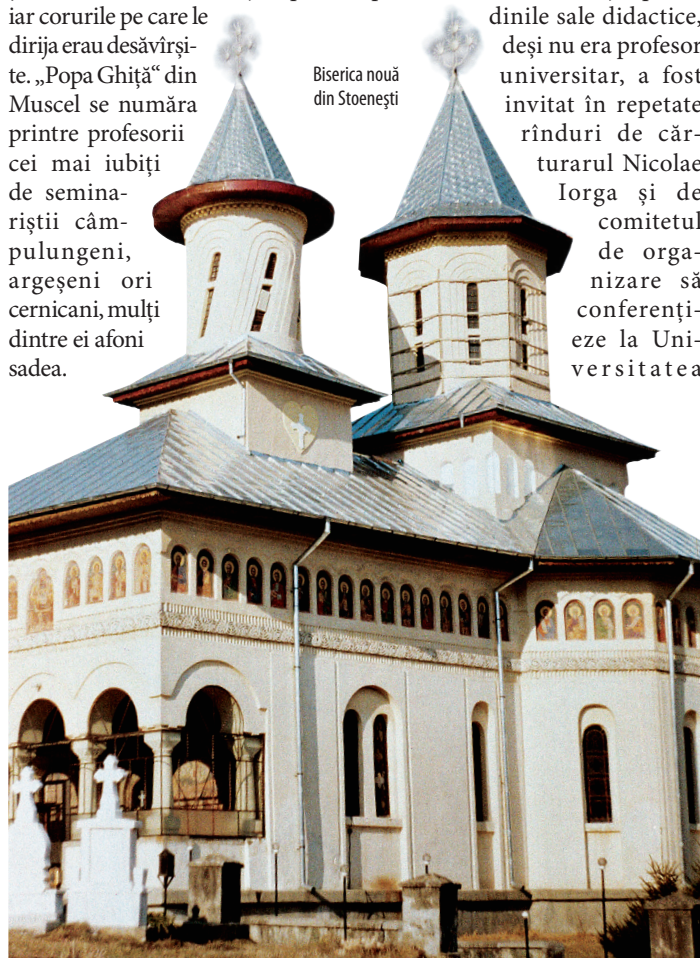 iar corurile pe care le
dirija erau desăvîrși-
te. „Popa Ghiță“ din
Muscel se număra
printre profesorii
cei mai iubiți
de semina-
riștii câm-
pulungeni,
argeșeni ori
cernicani, mulți
dintre ei afoni
sadea.
Biserica nouă
din Stoenești
dinile sale didactice,
deși nu era profesor
universitar, a fost
invitat în repetate
rînduri de căr-
turarul Nicolae
Iorga și de
comitetul
de orga-
nizare să
conferenți-
eze la Uni-
versitatea